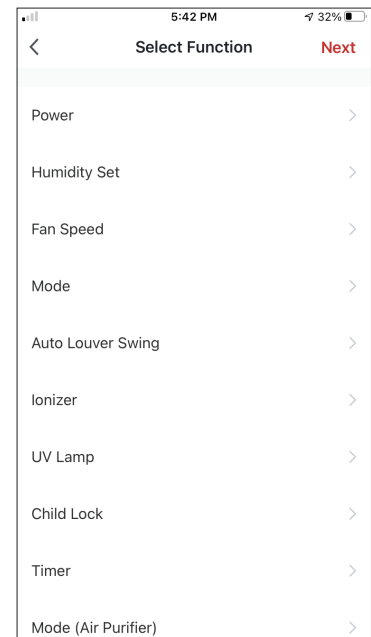 5:42 PM 32%
Select Function Next
Power
Humidity Set
Fan Speed
Mode
Auto Louver Swing
Ionizer
UV Lamp
Child Lock
Timer
Mode (Air Purifier)